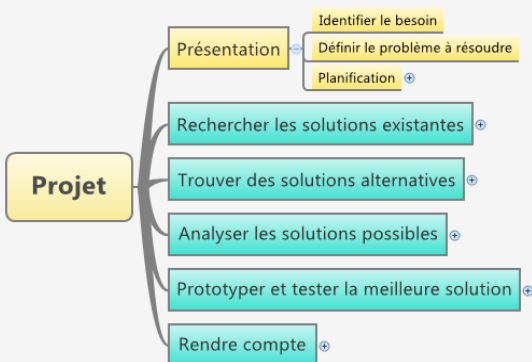 Projet
Présentation
Identifier le besoin
Définir le problème à résoudre
Planification
Rechercher les solutions existantes
Trouver des solutions alternatives
Analyser les solutions possibles
Prototyper et tester la meilleure solution
Rendre compte